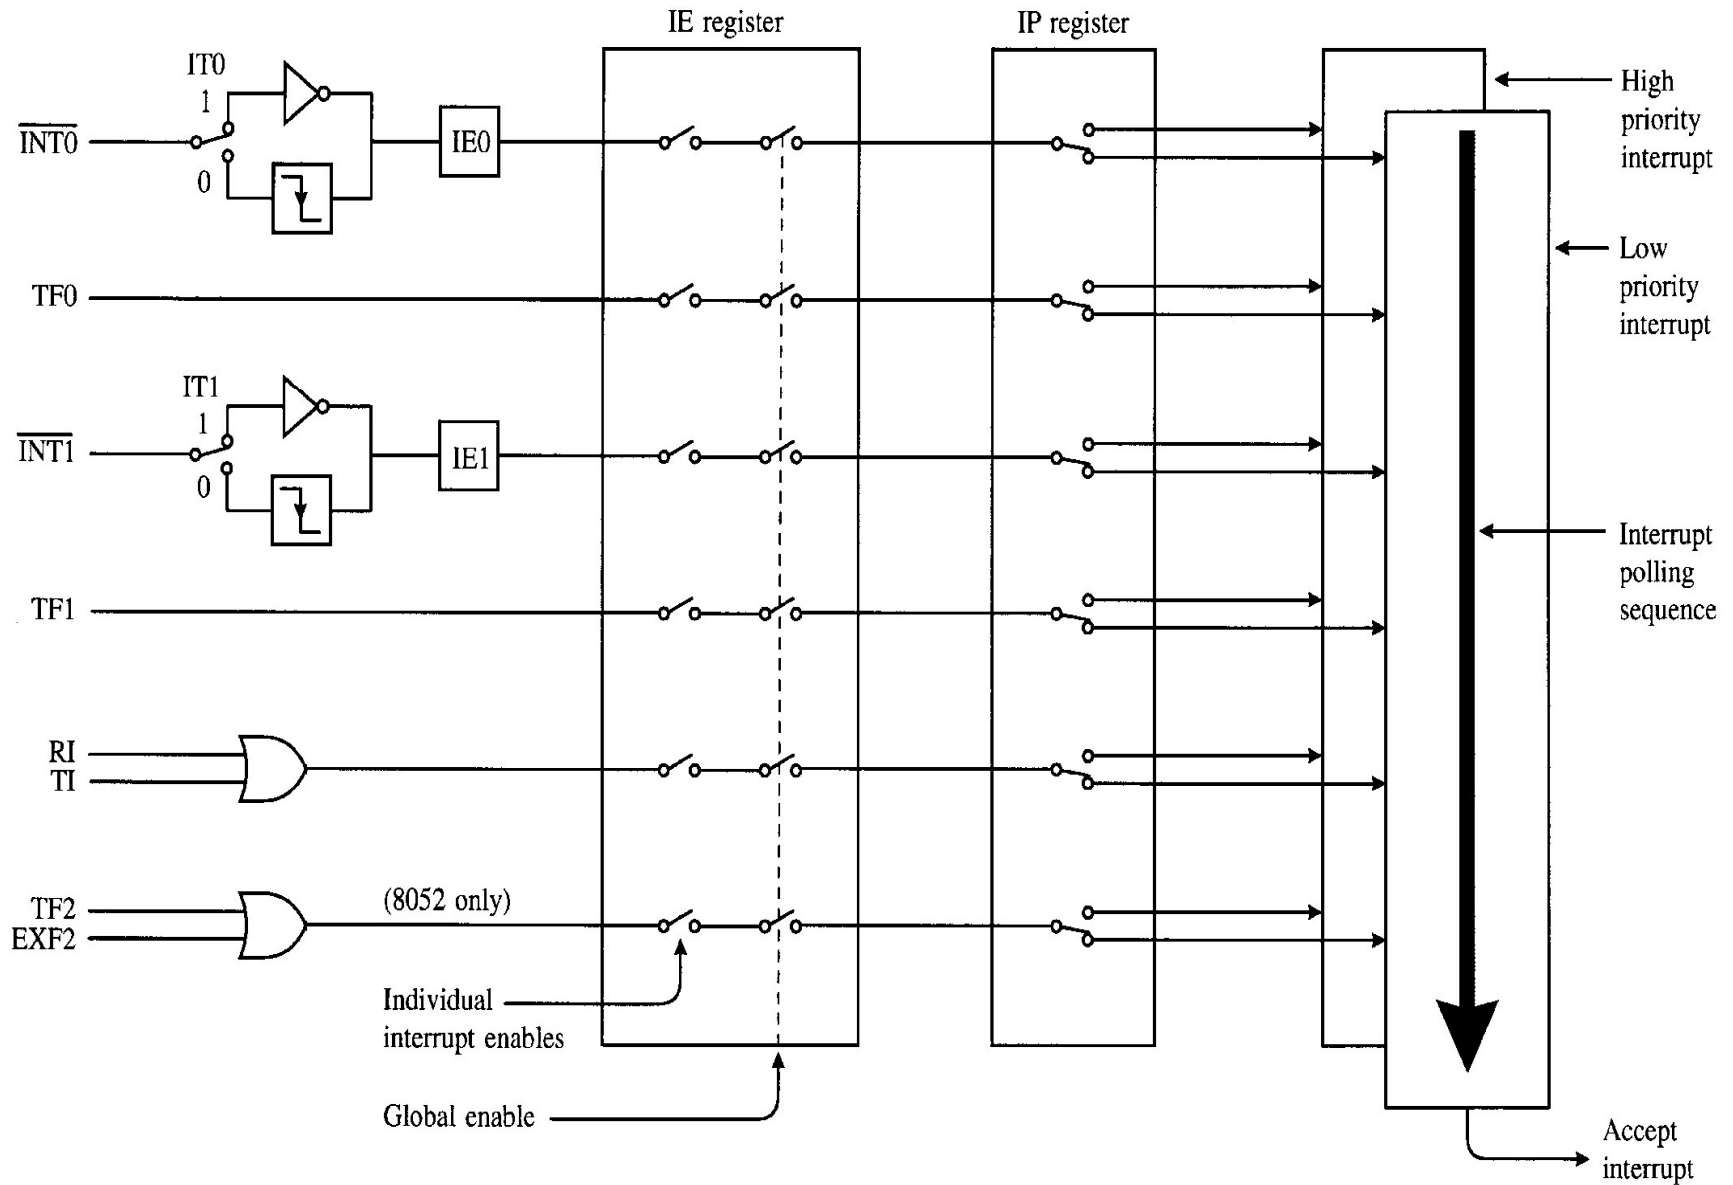 IE register
IP register
IT0
1
INT0
0
IE0
High
priority
interrupt
Low
priority
interrupt
TF0
IT1
1
INT1
0
IE1
Interrupt
polling
sequence
TF1
RI
TI
TF2
EXF2
(8052 only)
Individual
interrupt enables
Global enable
Accept
interrupt